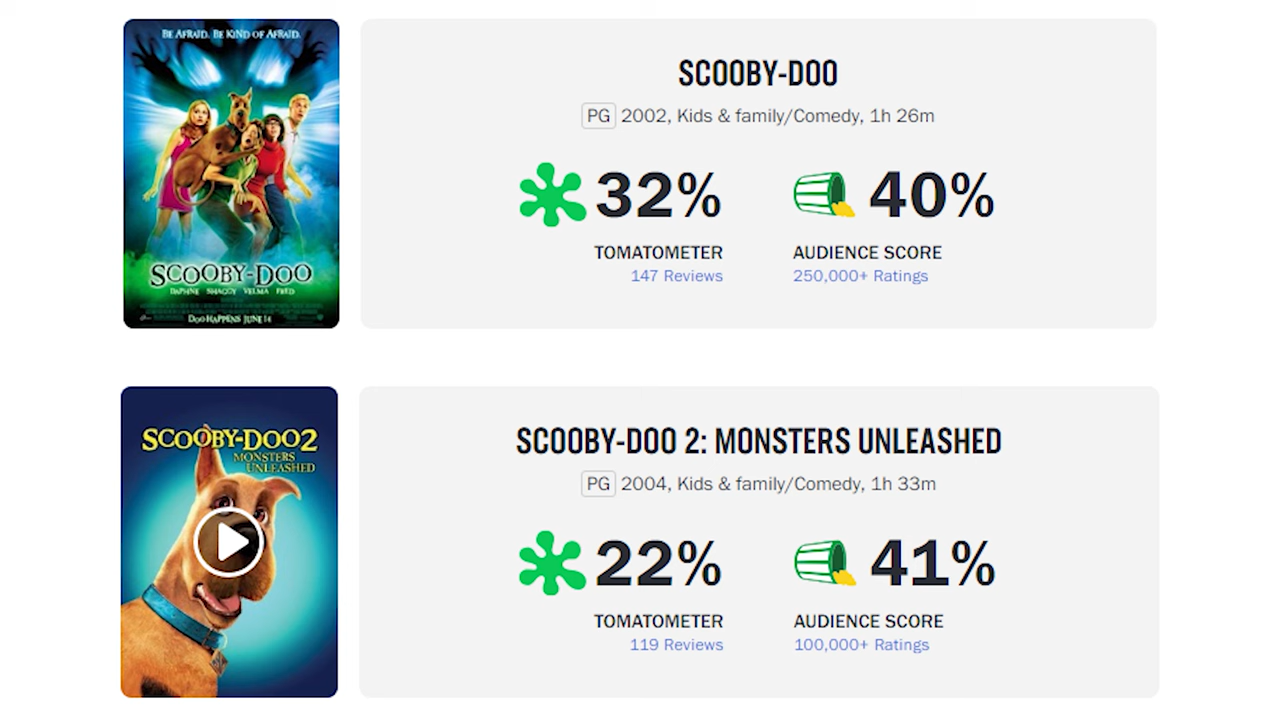 BE AFRAID. BE KIND OF AFRAID.
SCOOBY-DOO
DAPHNE SHAGGY VELMA FRED
DOO HAPPENS JUNE 14
SCOOBY-DOO
PG 2002, Kids & family/Comedy, 1h 26m
32% 40%
TOMATOMETER AUDIENCE SCORE
147 Reviews 250,000+ Ratings
SCOOBY-DOO2
MONSTERS
UNLEASHED
SCOOBY-DOO 2: MONSTERS UNLEASHED
PG 2004, Kids & family/Comedy, 1h 33m
22% 41%
TOMATOMETER AUDIENCE SCORE
119 Reviews 100,000+ Ratings